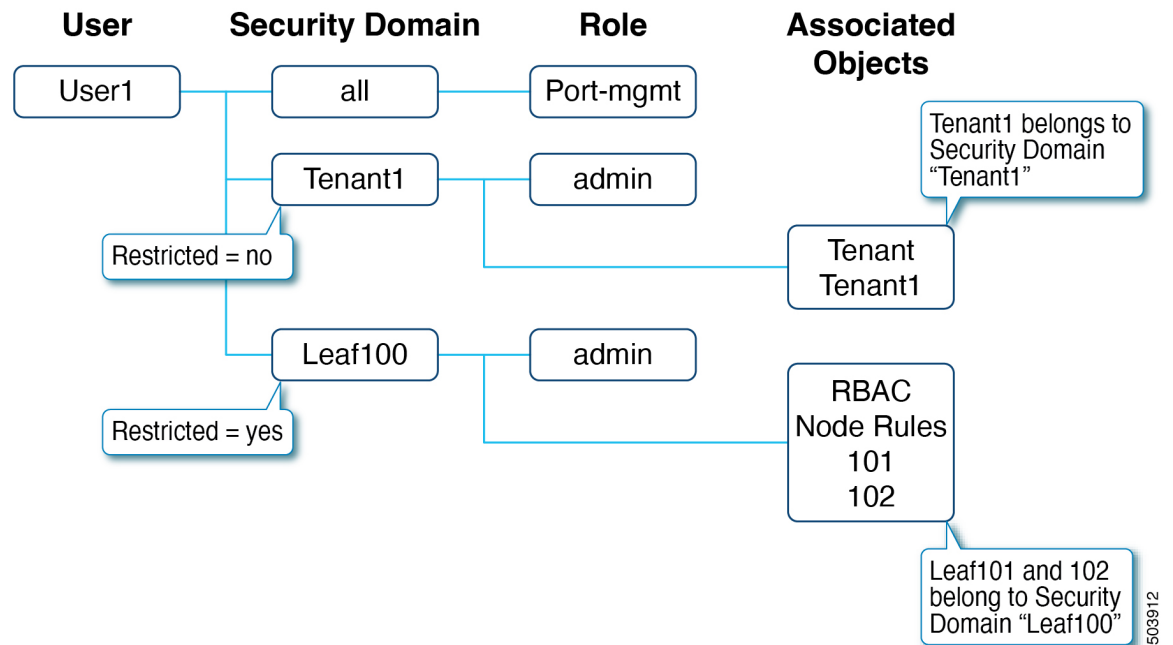 User
Security Domain
Role
Associated
Objects
User1
all
Port-mgmt
Tenant1 belongs to
Security Domain
“Tenant1”
Tenant1
admin
Restricted = no
Tenant
Tenant1
Leaf100
admin
Restricted = yes
RBAC
Node Rules
101
102
Leaf101 and 102
belong to Security
Domain “Leaf100”
503912